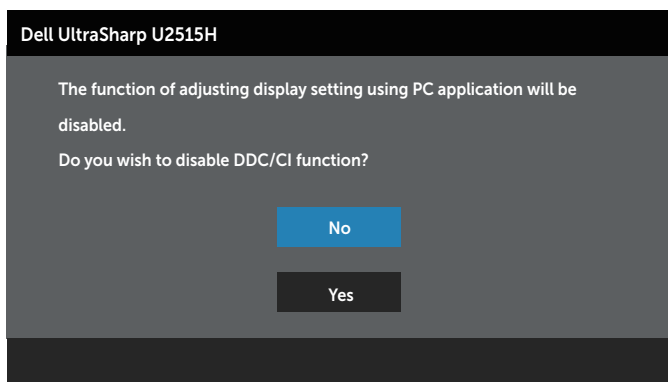 Dell UltraSharp U2515H
The function of adjusting display setting using PC application will be
disabled.
Do you wish to disable DDC/CI function?
No
Yes